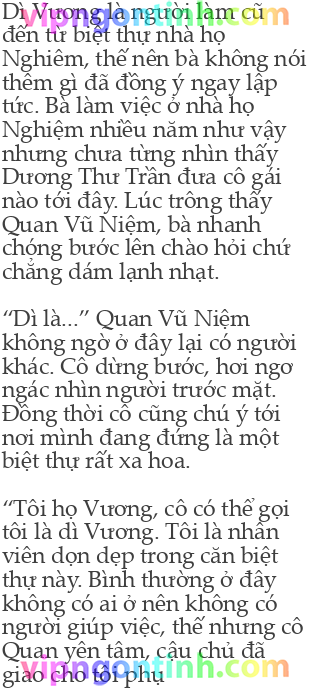 Dì Vương là người làm cũ
vipngontinh.com
đến từ biệt thự nhà họ
Nghiêm, thế nên bà không nói
thêm gì đã đồng ý ngay lập
tức. Bà làm việc ở nhà họ
Nghiệm nhiều năm như vậy
nhưng chưa từng nhìn thấy
Dương Thư Trần đưa cô gái
nào tới đây. Lúc trông thấy
Quan Vũ Niệm, bà nhanh
chóng bước lên chào hỏi chứ
chẳng dám lạnh nhạt.
“Dì là...” Quan Vũ Niệm
không ngờ ở đây lại có người
khác. Cô dừng bước, hơi ngơ
ngác nhìn người trước mặt.
Đồng thời cô cũng chú ý tới
nơi mình đang đứng là một
biệt thự rất xa hoa.
“Tôi họ Vương, cô có thể gọi
tôi là dì Vương. Tôi là nhân
viên dọn dẹp trong căn biệt
thự này. Bình thường ở đây
không có ai ở nên không có
người giúp việc, thế nhưng cô
Quan yên tâm, cậu chủ đã
vipngontinh.com
giao cho tôi phụ